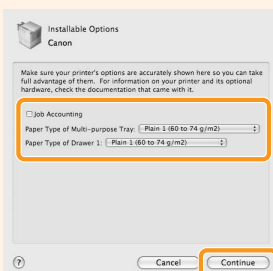 Installable Options
Canon
Make sure your printer's options are accurately shown here so you can take
full advantage of them. For information on your printer and its optional
hardware, check the documentation that came with it.
Job Accounting
Paper Type of Multi-purpose Tray: Plain 1 (60 to 74 g/m2)
Paper Type of Drawer 1: Plain 1 (60 to 74 g/m2)
? Cancel Continue